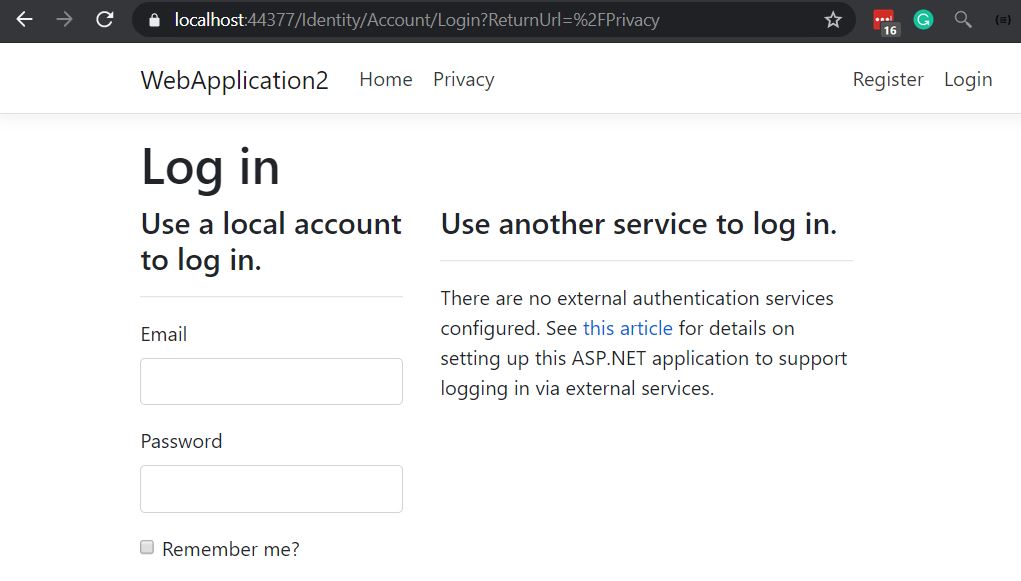 localhost:44377/Identity/Account/Login?ReturnUrl=%2FPrivacy
16
WebApplication2 Home Privacy Register Login
Log in
Use a local account
to log in.
Email
Password
Remember me?
Use another service to log in.
There are no external authentication services
configured. See this article for details on
setting up this ASP.NET application to support
logging in via external services.